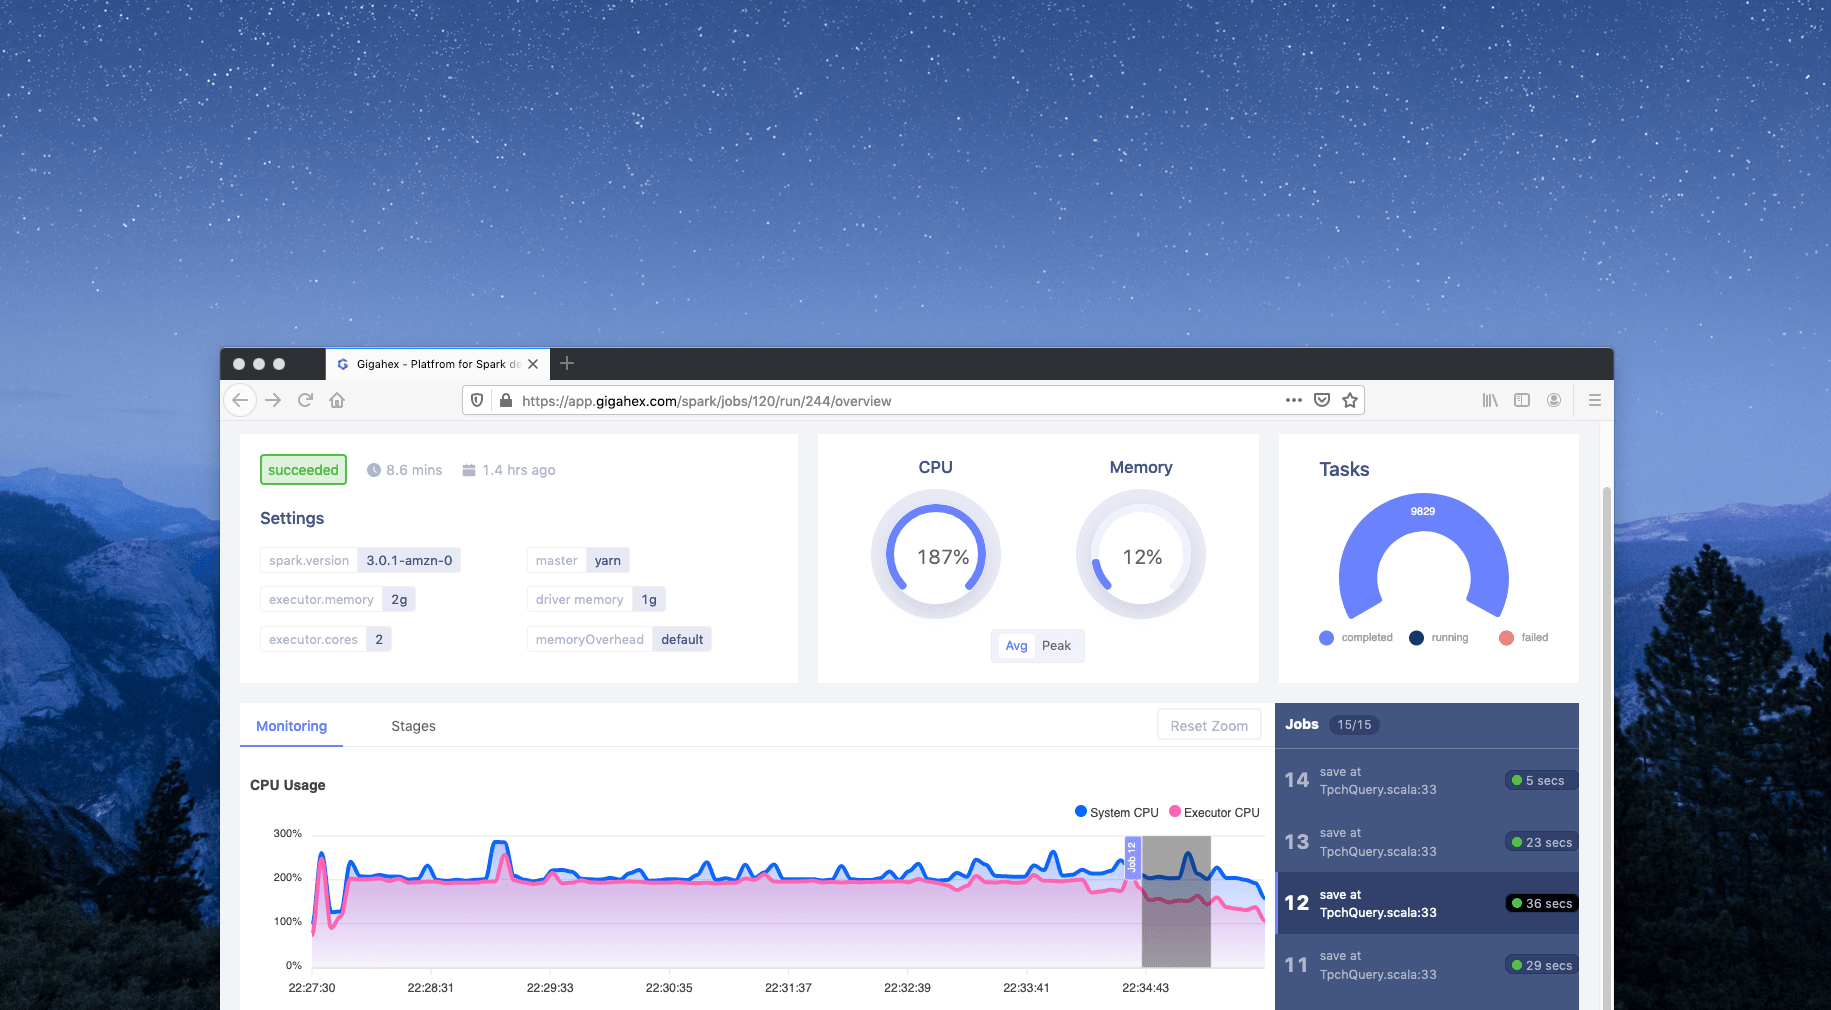 Gigahex - Platfrom for Spark de
https://app.gigahex.com/spark/jobs/120/run/244/overview
succeeded 8.6 mins 1.4 hrs ago
Settings
spark.version 3.0.1-amzn-0 master yarn
executor.memory 2g driver memory 1g
executor.cores 2 memoryOverhead default
CPU Memory
187% 12%
Avg Peak
Tasks
9829
completed running failed
Monitoring Stages Reset Zoom
CPU Usage
System CPU Executor CPU
300%
200%
100%
0%
Job 12
22:27:30 22:28:31 22:29:33 22:30:35 22:31:37 22:32:39 22:33:41 22:34:43
Jobs 15/15
14 save at
TpchQuery.scala:33 5 secs
13 save at
TpchQuery.scala:33 23 secs
12 save at
TpchQuery.scala:33 36 secs
11 save at
TpchQuery.scala:33 29 secs